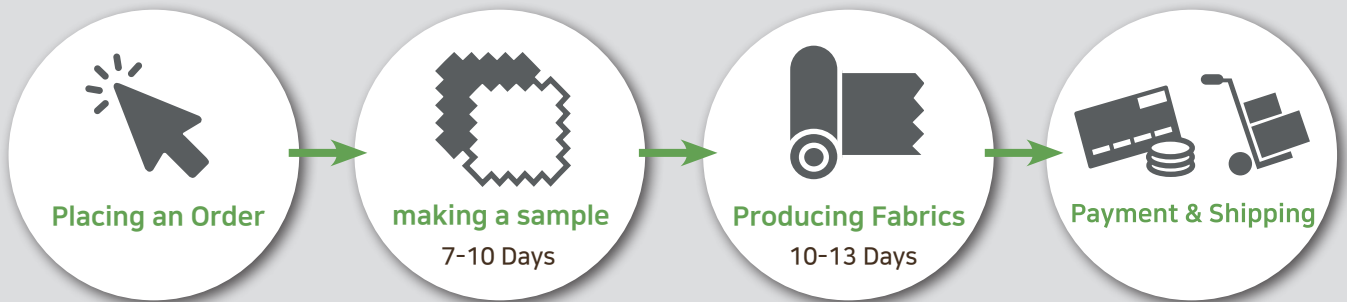 Placing an Order
making a sample
7-10 Days
Producing Fabrics
10-13 Days
Payment & Shipping